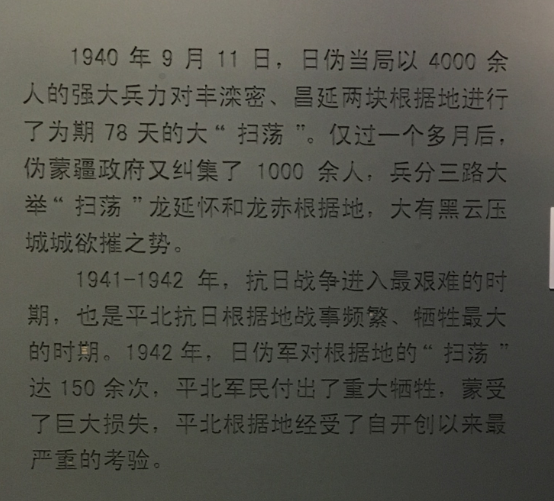 1940 年 9 月 11 日，日伪当局以 4000 余
人的强大兵力对丰滦密、昌延两块根据地进行
了为期 78 天的大“ 扫荡 ”。仅过一个多月后，
伪蒙疆政府又纠集了 1000 余人，兵分三路大
举“ 扫荡 ”龙延怀和龙赤根据地，大有黑云压
城城欲摧之势。
1941-1942 年，抗日战争进入最艰难的时
期，也是平北抗日根据地战事频繁、牺牲最大
的时期。1942 年，日伪军对根据地的“ 扫荡 ”
达 150 余次，平北军民付出了重大牺牲，蒙受
了巨大损失，平北根据地经受了自开创以来最
严重的考验。